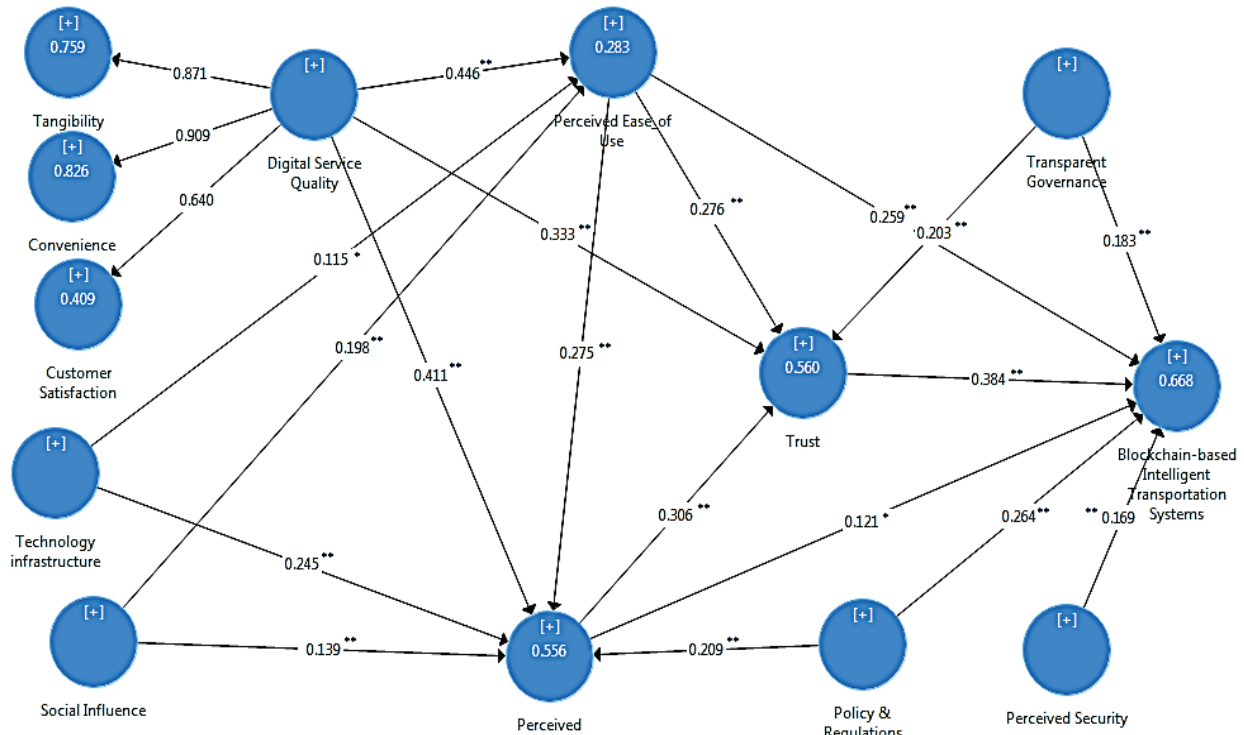 [+]
0.759
Tangibility
[+]
0.826
Convenience
[+]
0.409
Customer
Satisfaction
[+]
Technology
infrastructure
[+]
Social Influence
[+]
Digital Service
Quality
0.871
0.909
0.640
0.446 **
[+]
0.283
Perceived Ease_of
Use
0.115 *
0.198 **
0.411 **
0.333 **
0.275 **
0.276 **
0.259 **
0.245 **
0.139 **
[+]
0.556
Perceived
[+]
0.560
Trust
0.306 **
0.121 *
0.384 **
[+]
Transparent
Governance
0.203 **
0.183 **
[+]
0.668
Blockchain-based
Intelligent
Transportation
Systems
0.264 **
** 0.169
0.209 **
[+]
Policy &
Regulations
[+]
Perceived Security